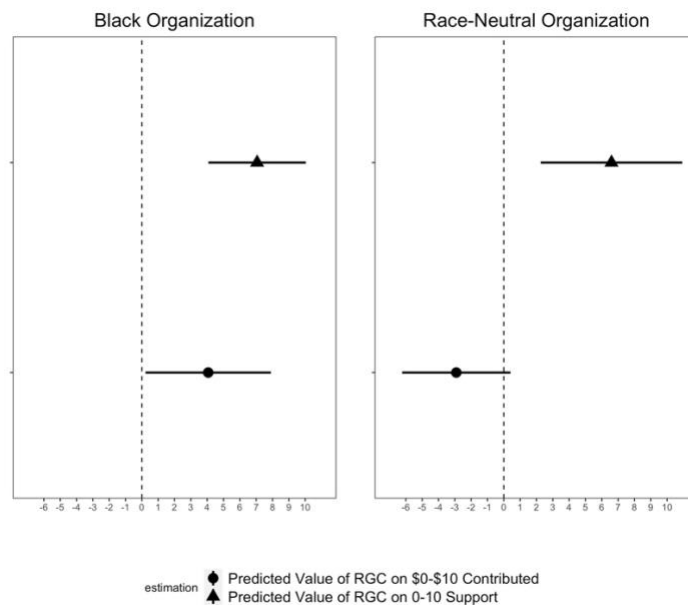 Black Organization Race-Neutral Organization
-6 -5 -4 -3 -2 -1 0 1 2 3 4 5 6 7 8 9 10 -6 -5 -4 -3 -2 -1 0 1 2 3 4 5 6 7 8 9 10
estimation
Predicted Value of RGC on $0-$10 Contributed
Predicted Value of RGC on 0-10 Support